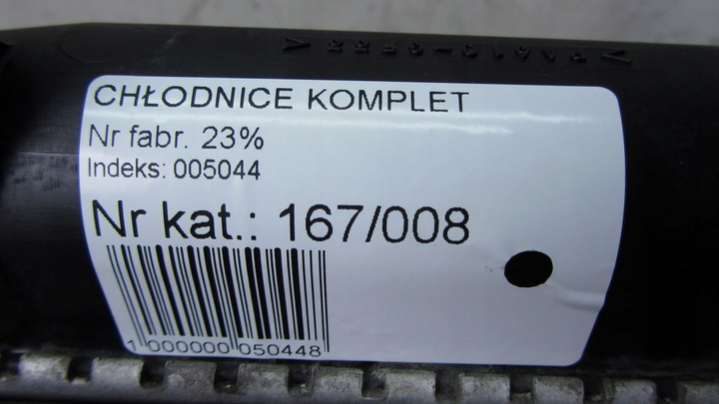 CHŁODNICE KOMPLET
Nr fabr. 23%
Indeks: 005044
Nr kat.: 167/008
1 000000 050448